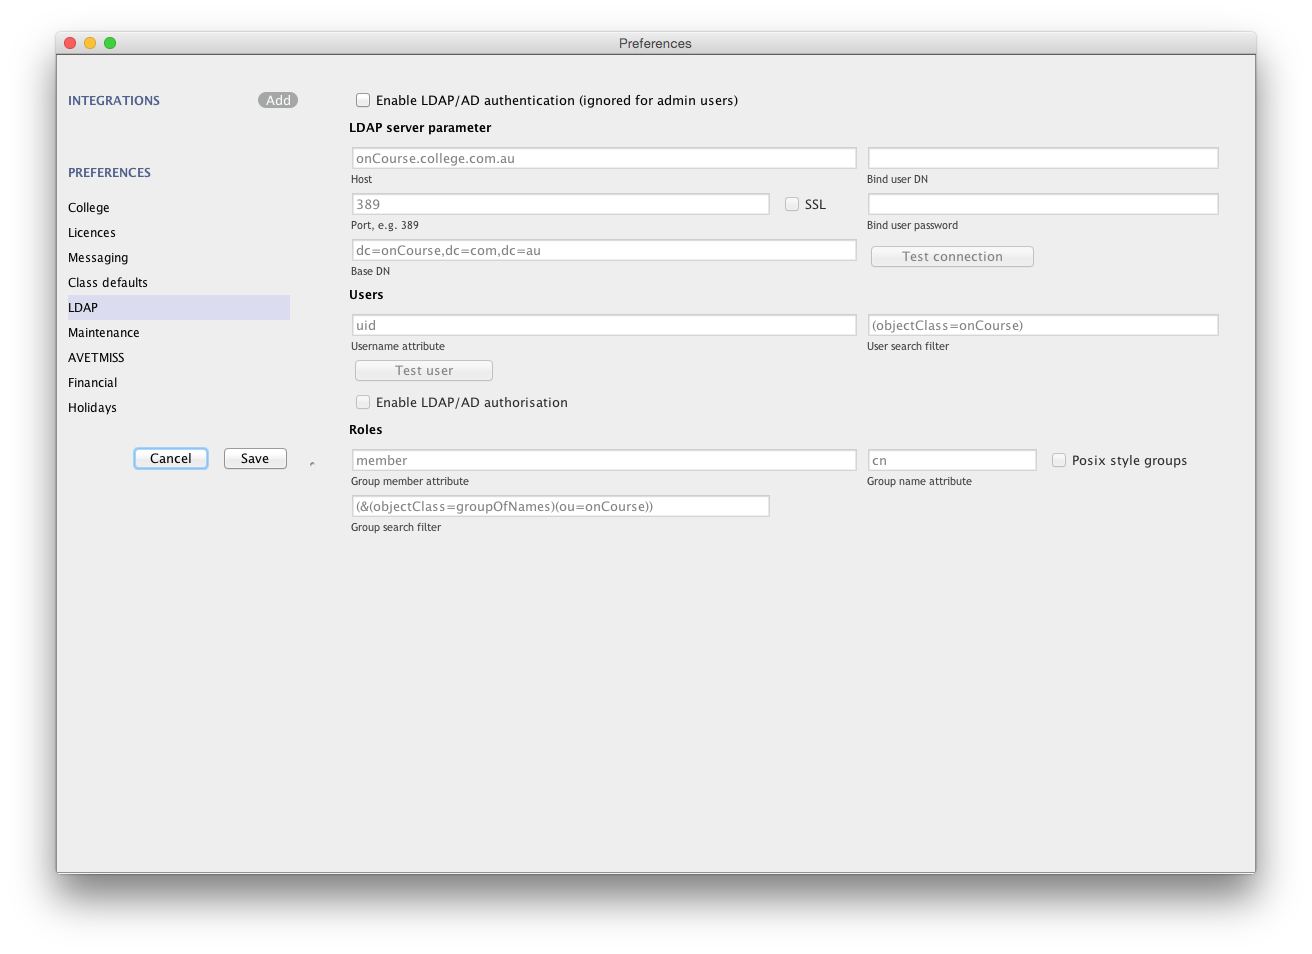 Preferences
INTEGRATIONS Add
PREFERENCES
College
Licences
Messaging
Class defaults
LDAP
Maintenance
AVETMISS
Financial
Holidays
Cancel Save
Enable LDAP/AD authentication (ignored for admin users)
LDAP server parameter
onCourse.college.com.au
Host Bind user DN
389 SSL
Port, e.g. 389 Bind user password
dc=onCourse,dc=com,dc=au Test connection
Base DN
Users
uid (objectClass=onCourse)
Username attribute User search filter
Test user
Enable LDAP/AD authorisation
Roles
member cn Posix style groups
Group member attribute Group name attribute
(&(objectClass=groupOfNames)(ou=onCourse))
Group search filter